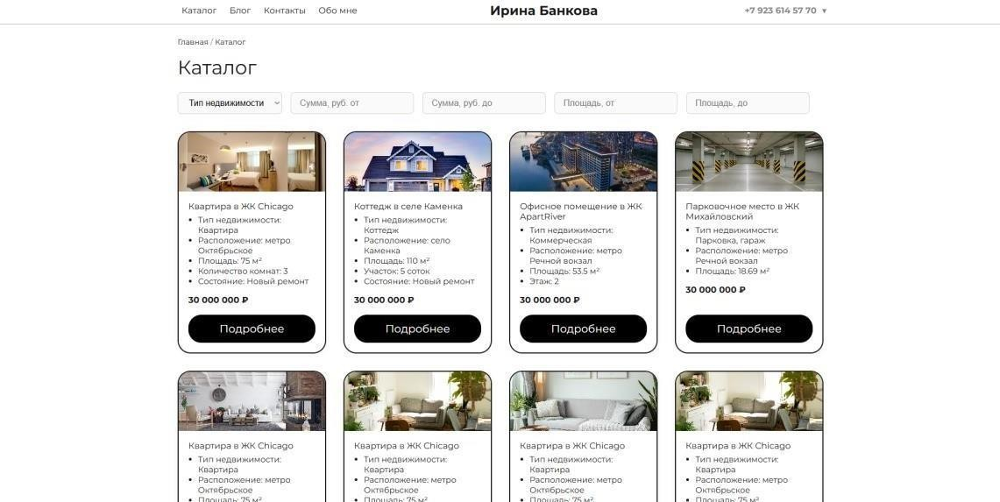 Каталог Блог Контакты Обо мне
Ирина Банкова
+7 923 614 57 70 ▼
Главная / Каталог
Каталог
Тип недвижимости
Сумма, руб. от
Сумма, руб. до
Площадь, от
Площадь, до
Квартира в ЖК Chicago
• Тип недвижимости:
Квартира
• Расположение: метро
Октябрьское
• Площадь: 75 м²
• Количество комнат: 3
• Состояние: Новый ремонт
30 000 000 ₽
Подробнее
Коттедж в селе Каменка
• Тип недвижимости:
Коттедж
• Расположение: село
Каменка
• Площадь: 110 м²
• Участок: 5 соток
• Состояние: Новый ремонт
30 000 000 ₽
Подробнее
Офисное помещение в ЖК
ApartRiver
• Тип недвижимости:
Коммерческая
• Расположение: метро
Речной вокзал
• Площадь: 53.5 м²
• Этаж: 2
30 000 000 ₽
Подробнее
Парковочное место в ЖК
Михайловский
• Тип недвижимости:
Парковка, гараж
• Расположение: метро
Речной вокзал
• Площадь: 18.69 м²
30 000 000 ₽
Подробнее
Квартира в ЖК Chicago
• Тип недвижимости:
Квартира
• Расположение: метро
Октябрьское
• Площадь: 75 м²
Квартира в ЖК Chicago
• Тип недвижимости:
Квартира
• Расположение: метро
Октябрьское
• Площадь: 75 м²
Квартира в ЖК Chicago
• Тип недвижимости:
Квартира
• Расположение: метро
Октябрьское
• Площадь: 75 м²
Квартира в ЖК Chicago
• Тип недвижимости:
Квартира
• Расположение: метро
Октябрьское
• Площадь: 75 м²